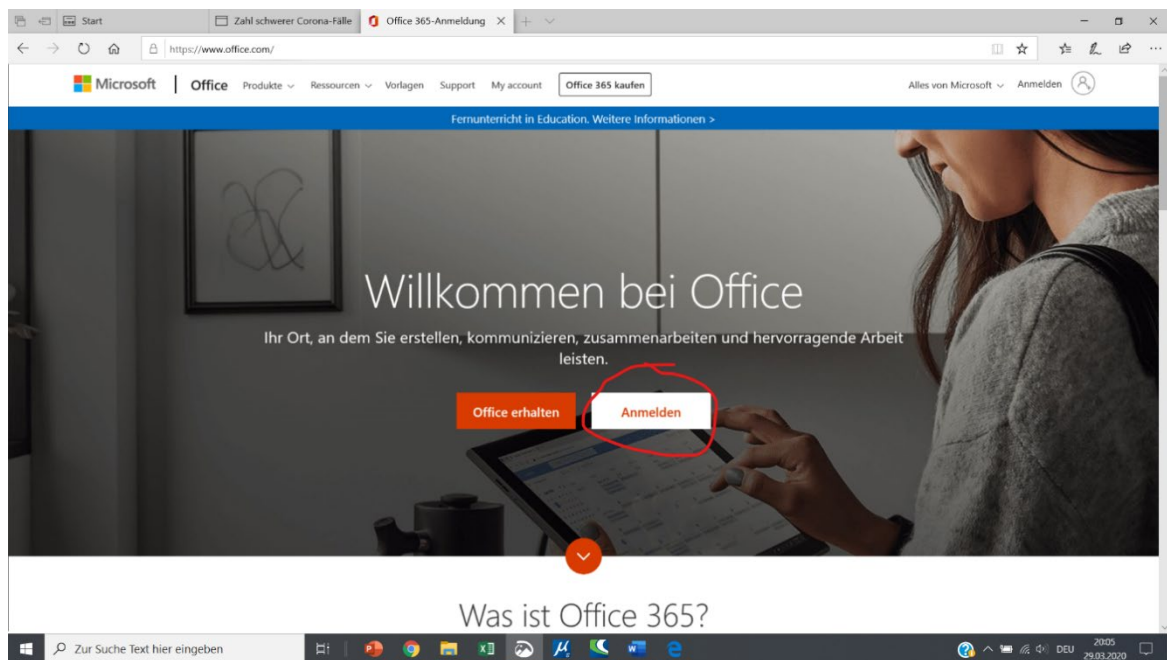 Start
Zahl schwerer Corona-Fälle
Office 365-Anmeldung
https://www.office.com/
Microsoft
Office
Produkte
Ressourcen
Vorlagen
Support
My account
Office 365 kaufen
Alles von Microsoft
Anmelden
Fernunterricht in Education. Weitere Informationen >
Willkommen bei Office
Ihr Ort, an dem Sie erstellen, kommunizieren, zusammenarbeiten und hervorragende Arbeit
leisten.
Office erhalten
Anmelden
Was ist Office 365?
Zur Suche Text hier eingeben
DEU
20:05
29.03.2020